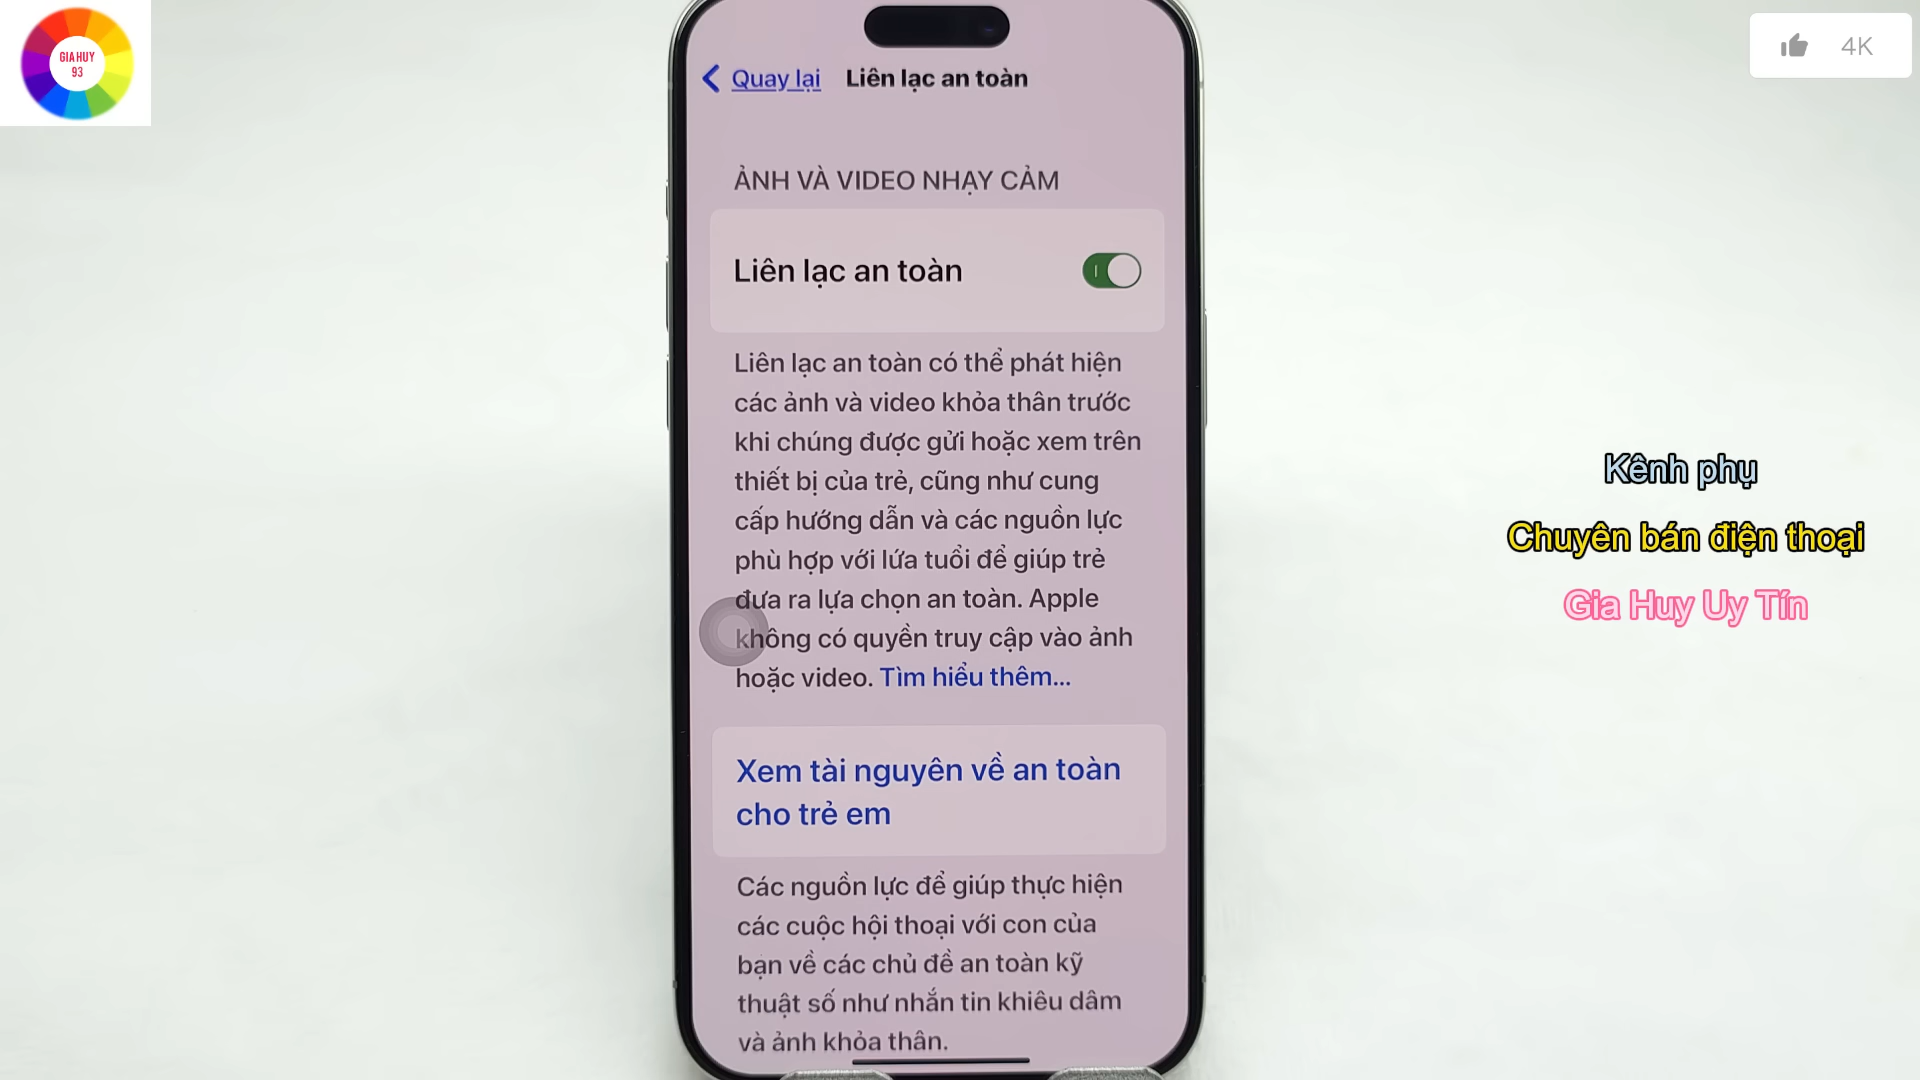 GIA HUY
93
4K
Quay lại
Liên lạc an toàn
ẢNH VÀ VIDEO NHẠY CẢM
Liên lạc an toàn
Liên lạc an toàn có thể phát hiện
các ảnh và video khỏa thân trước
khi chúng được gửi hoặc xem trên
thiết bị của trẻ, cũng như cung
cấp hướng dẫn và các nguồn lực
phù hợp với lứa tuổi để giúp trẻ
đưa ra lựa chọn an toàn. Apple
không có quyền truy cập vào ảnh
hoặc video. Tìm hiểu thêm...
Xem tài nguyên về an toàn
cho trẻ em
Các nguồn lực để giúp thực hiện
các cuộc hội thoại với con của
bạn về các chủ đề an toàn kỹ
thuật số như nhắn tin khiêu dâm
và ảnh khỏa thân.
Kênh phụ
Chuyên bán điện thoại
Gia Huy Uy Tín